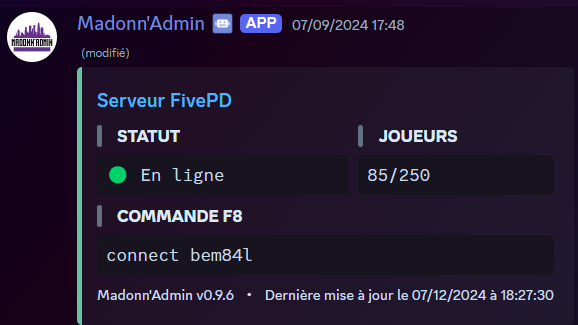 MADONN'ADMIN
Madonn'Admin APP 07/09/2024 17:48
(modifié)
Serveur FivePD
STATUT JOUEURS
En ligne 85/250
COMMANDE F8
connect bem84l
Madonn'Admin v0.9.6 • Dernière mise à jour le 07/12/2024 à 18:27:30